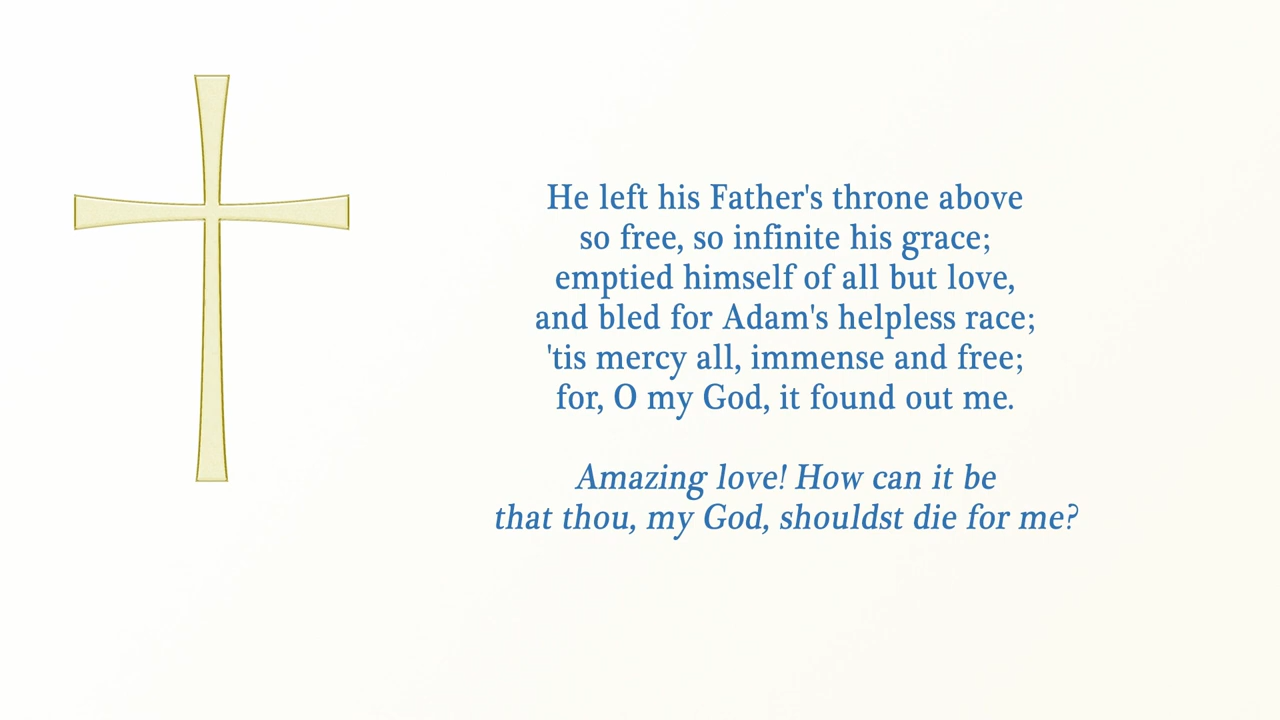 He left his Father's throne above
so free, so infinite his grace;
emptied himself of all but love,
and bled for Adam's helpless race;
'tis mercy all, immense and free;
for, O my God, it found out me.
Amazing love! How can it be
that thou, my God, shouldst die for me?